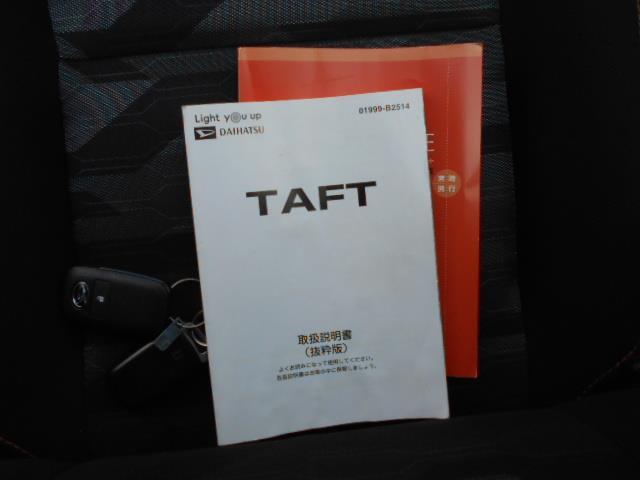 Light you up
DAIHATSU
01999-B2514
TAFT
取扱説明書
（抜粋版）
よくお読みになって使用してください。
取扱説明書は車の中に保管しましょう。